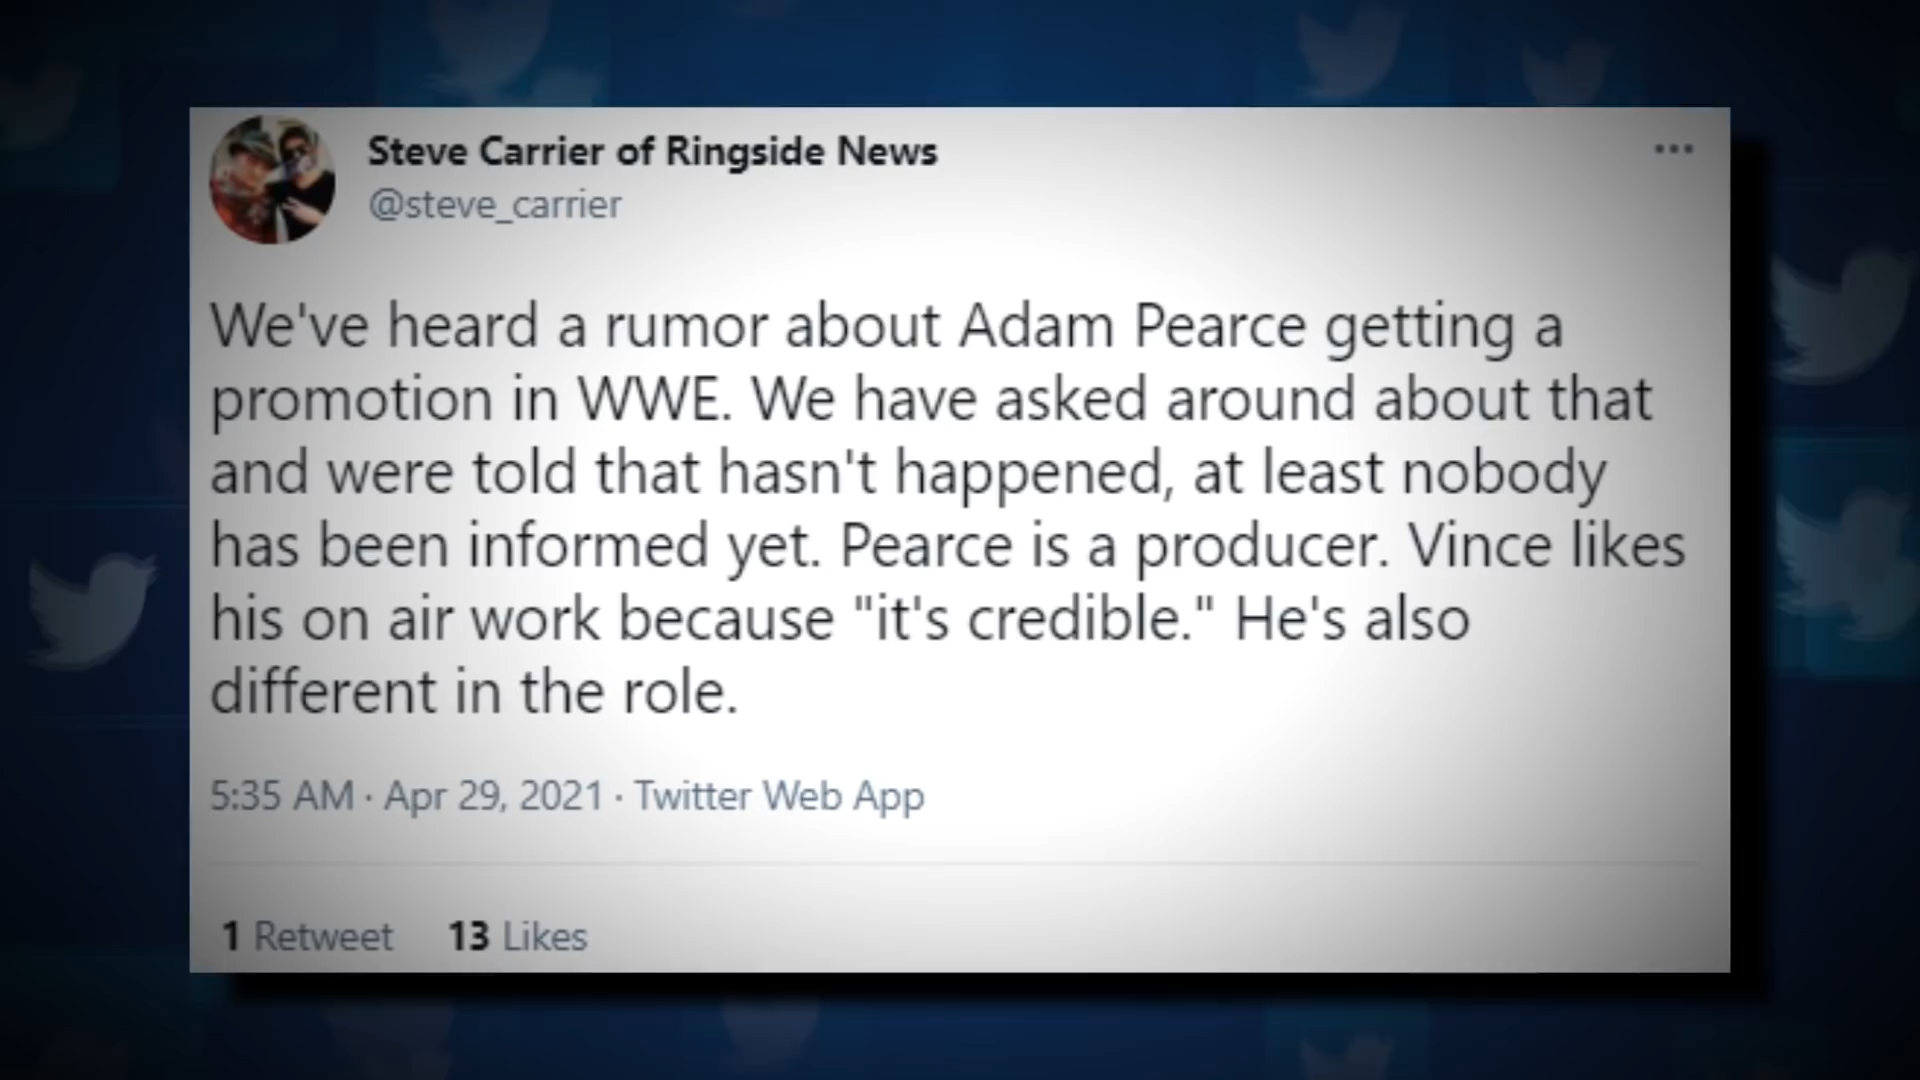 Steve Carrier of Ringside News
@steve_carrier
We've heard a rumor about Adam Pearce getting a
promotion in WWE. We have asked around about that
and were told that hasn't happened, at least nobody
has been informed yet. Pearce is a producer. Vince likes
his on air work because "it's credible." He's also
different in the role.
5:35 AM · Apr 29, 2021 · Twitter Web App
1 Retweet 13 Likes